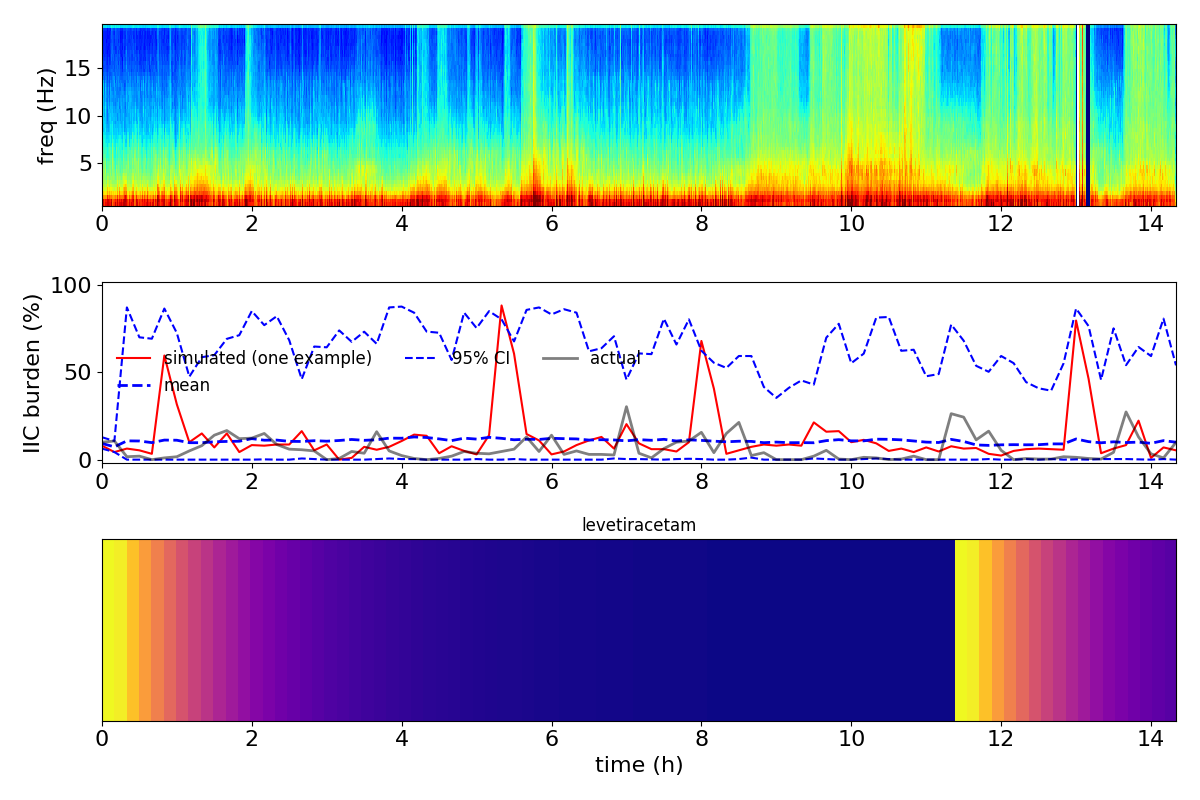 freq (Hz)
15
10
5
0 2 4 6 8 10 12 14
IIC burden (%)
100
50
0
simulated (one example) 95% CI actual
mean
0 2 4 6 8 10 12 14
levetiracetam
0 2 4 6 8 10 12 14
time (h)